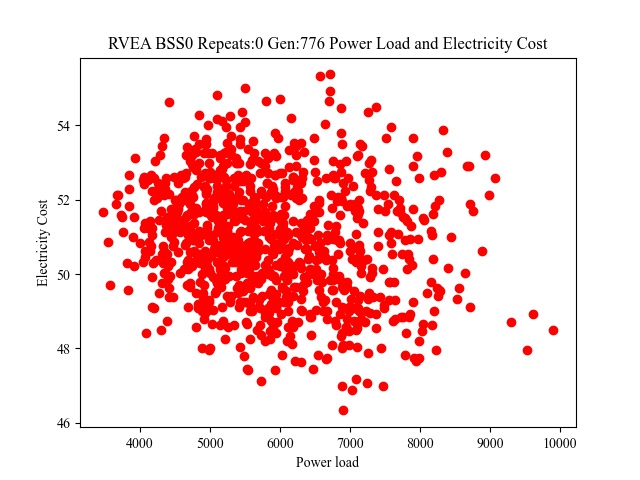 RVEA BSS0 Repeats:0 Gen:776 Power Load and Electricity Cost
54
52
50
48
46
Electricity Cost
4000 5000 6000 7000 8000 9000 10000
Power load